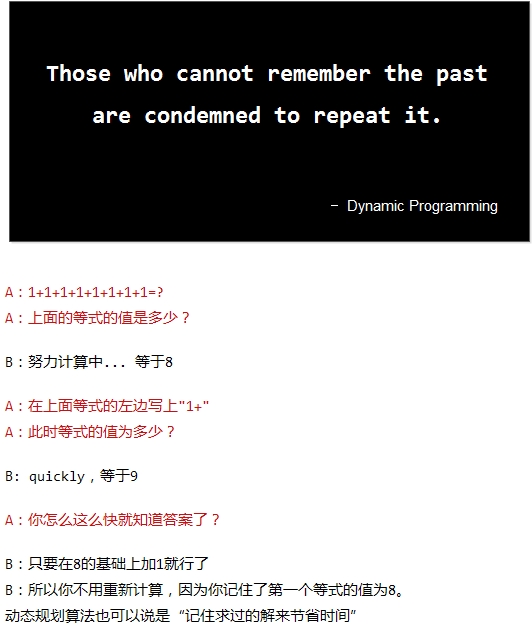 Those who cannot remember the past
are condemned to repeat it.
- Dynamic Programming
A：1+1+1+1+1+1+1+1=?
A：上面的等式的值是多少？
B：努力计算中... 等于8
A：在上面等式的左边写上"1+"
A：此时等式的值为多少？
B: quickly，等于9
A：你怎么这么快就知道答案了？
B：只要在8的基础上加1就行了
B：所以你不用重新计算，因为你记住了第一个等式的值为8。
动态规划算法也可以说是“记住求过的解来节省时间”